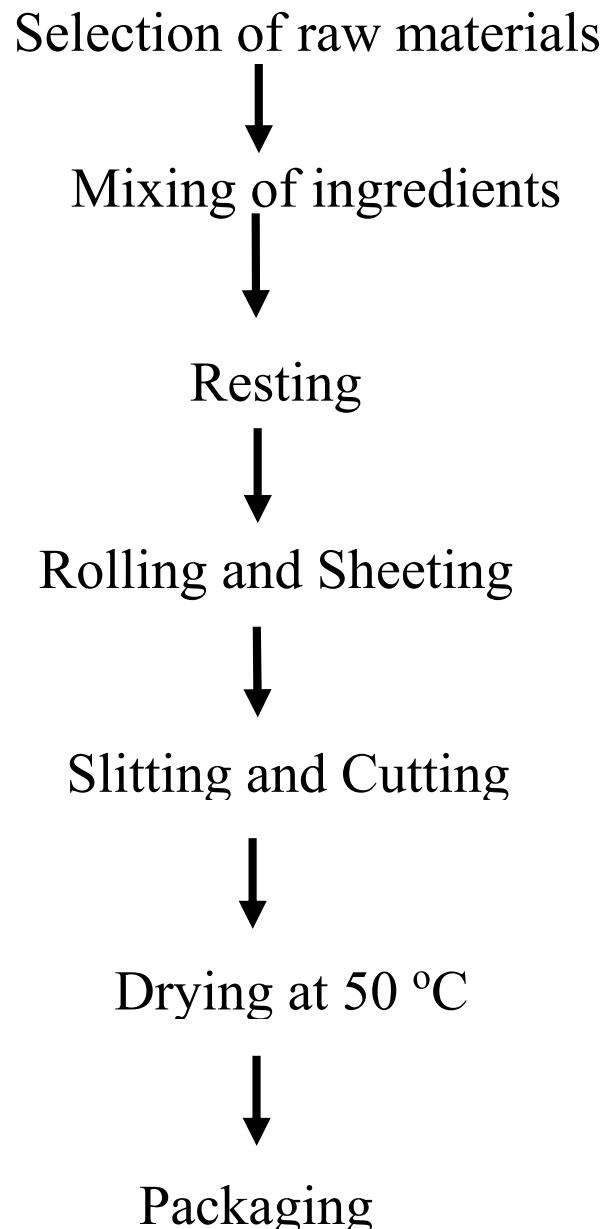 Selection of raw materials
Mixing of ingredients
Resting
Rolling and Sheeting
Slitting and Cutting
Drying at 50 ºC
Packaging